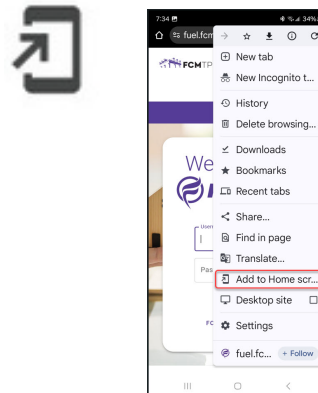 7:34
34%
fuel.fcm
FCMTP
New tab
New Incognito t...
History
Delete browsing...
Downloads
Bookmarks
Recent tabs
Share...
Find in page
Translate...
Add to Home scr...
Desktop site
Settings
fuel.fc... + Follow
We
User
Pas
FC